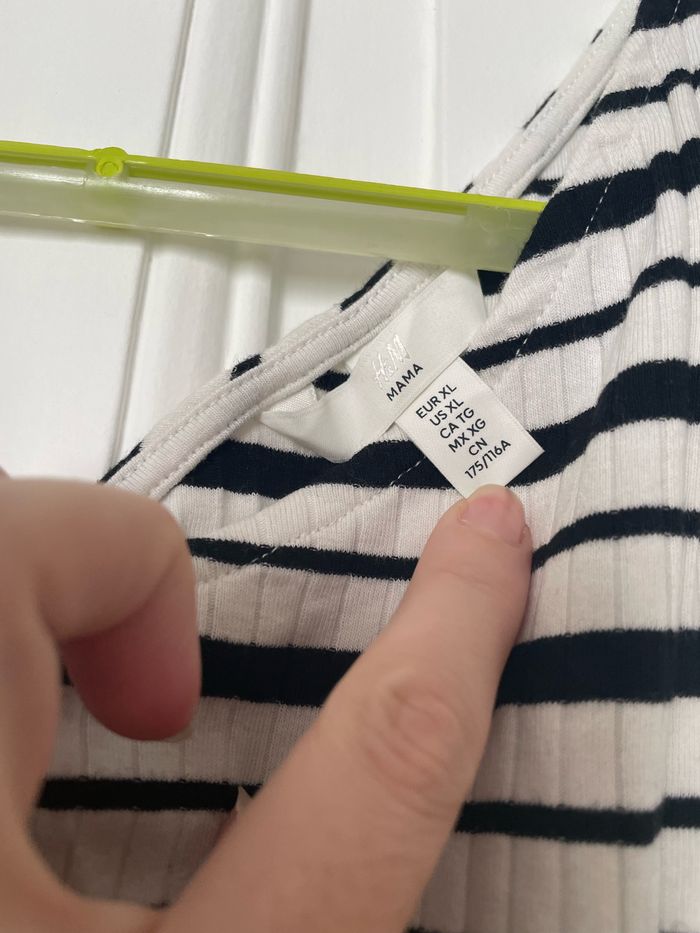 H&M
MAMA
EUR XL
US XL
CA TG
MX XG
CN
175/116A